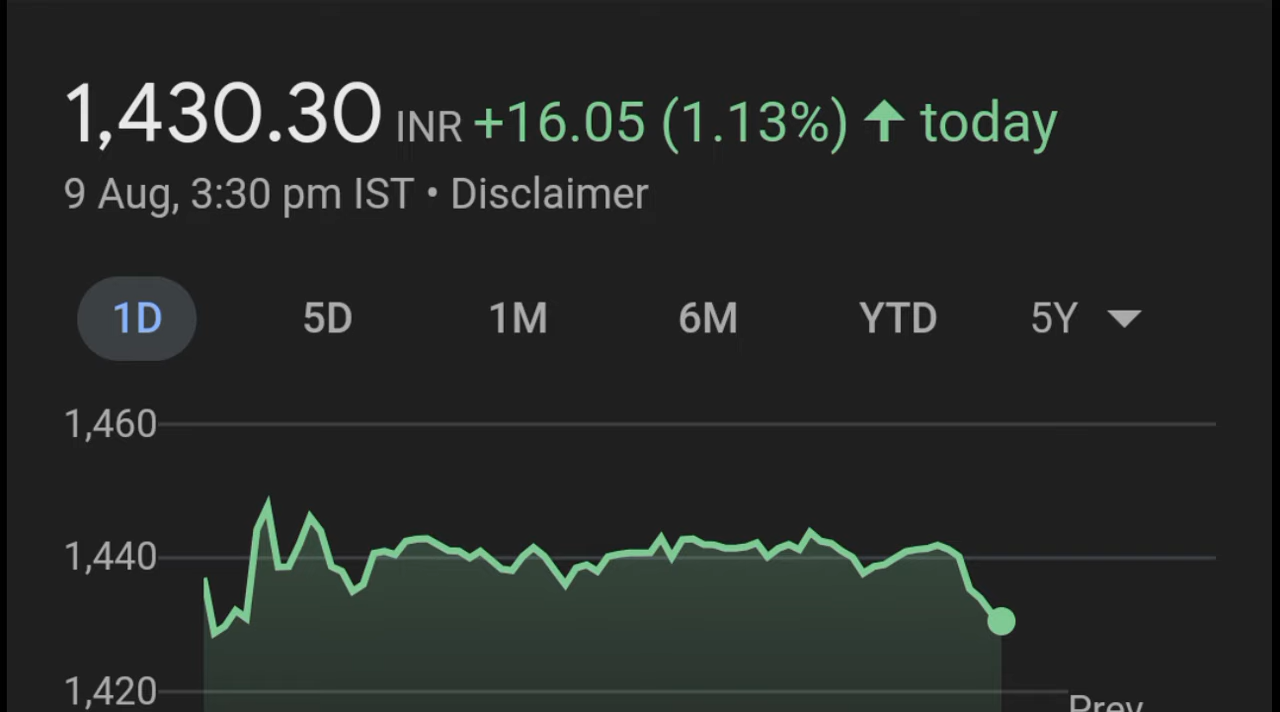 1,430.30 INR +16.05 (1.13%) ↑ today
9 Aug, 3:30 pm IST • Disclaimer
1D 5D 1M 6M YTD 5Y
1,460
1,440
1,420
Prev